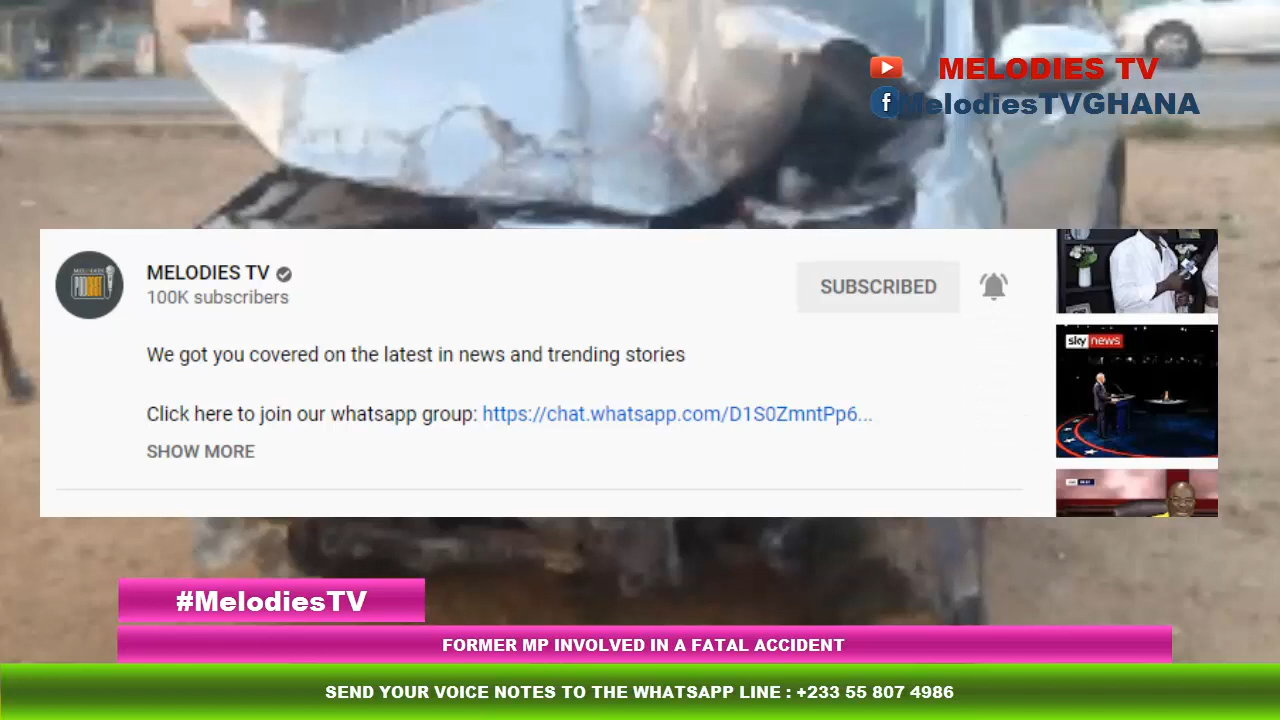 MELODIES TV
MelodiesTVGHANA
MELODIES TV
100K subscribers
SUBSCRIBED
We got you covered on the latest in news and trending stories
Click here to join our whatsapp group: https://chat.whatsapp.com/D1S0ZmntPp6...
SHOW MORE
sky news
#MelodiesTV
FORMER MP INVOLVED IN A FATAL ACCIDENT
SEND YOUR VOICE NOTES TO THE WHATSAPP LINE : +233 55 807 4986